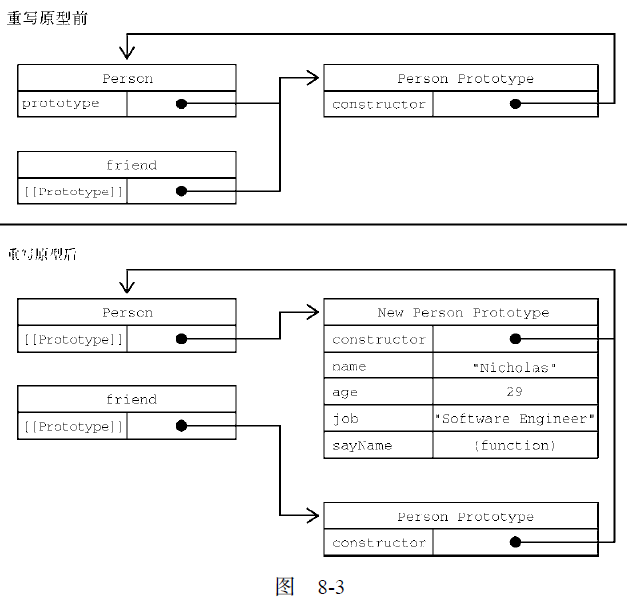 重写原型前
Person
prototype
Person Prototype
constructor
friend
[[Prototype]]
重写原型后
Person
[[Prototype]]
New Person Prototype
constructor
name "Nicholas"
age 29
job "Software Engineer"
sayName (function)
friend
[[Prototype]]
Person Prototype
constructor
图 8-3